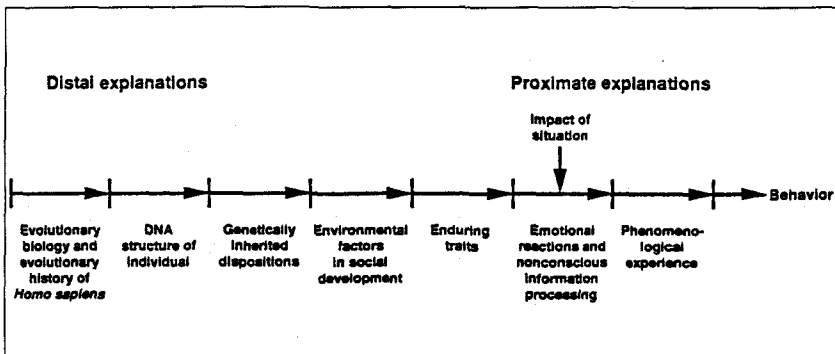 Distal explanations
Proximate explanations
Impact of
situation
Behavior
Evolutionary
biology and
evolutionary
history of
Homo sapiens
DNA
structure of
individual
Genetically
inherited
dispositions
Environmental
factors
in social
development
Enduring
traits
Emotional
reactions and
nonconscious
information
processing
Phenomeno-
logical
experience